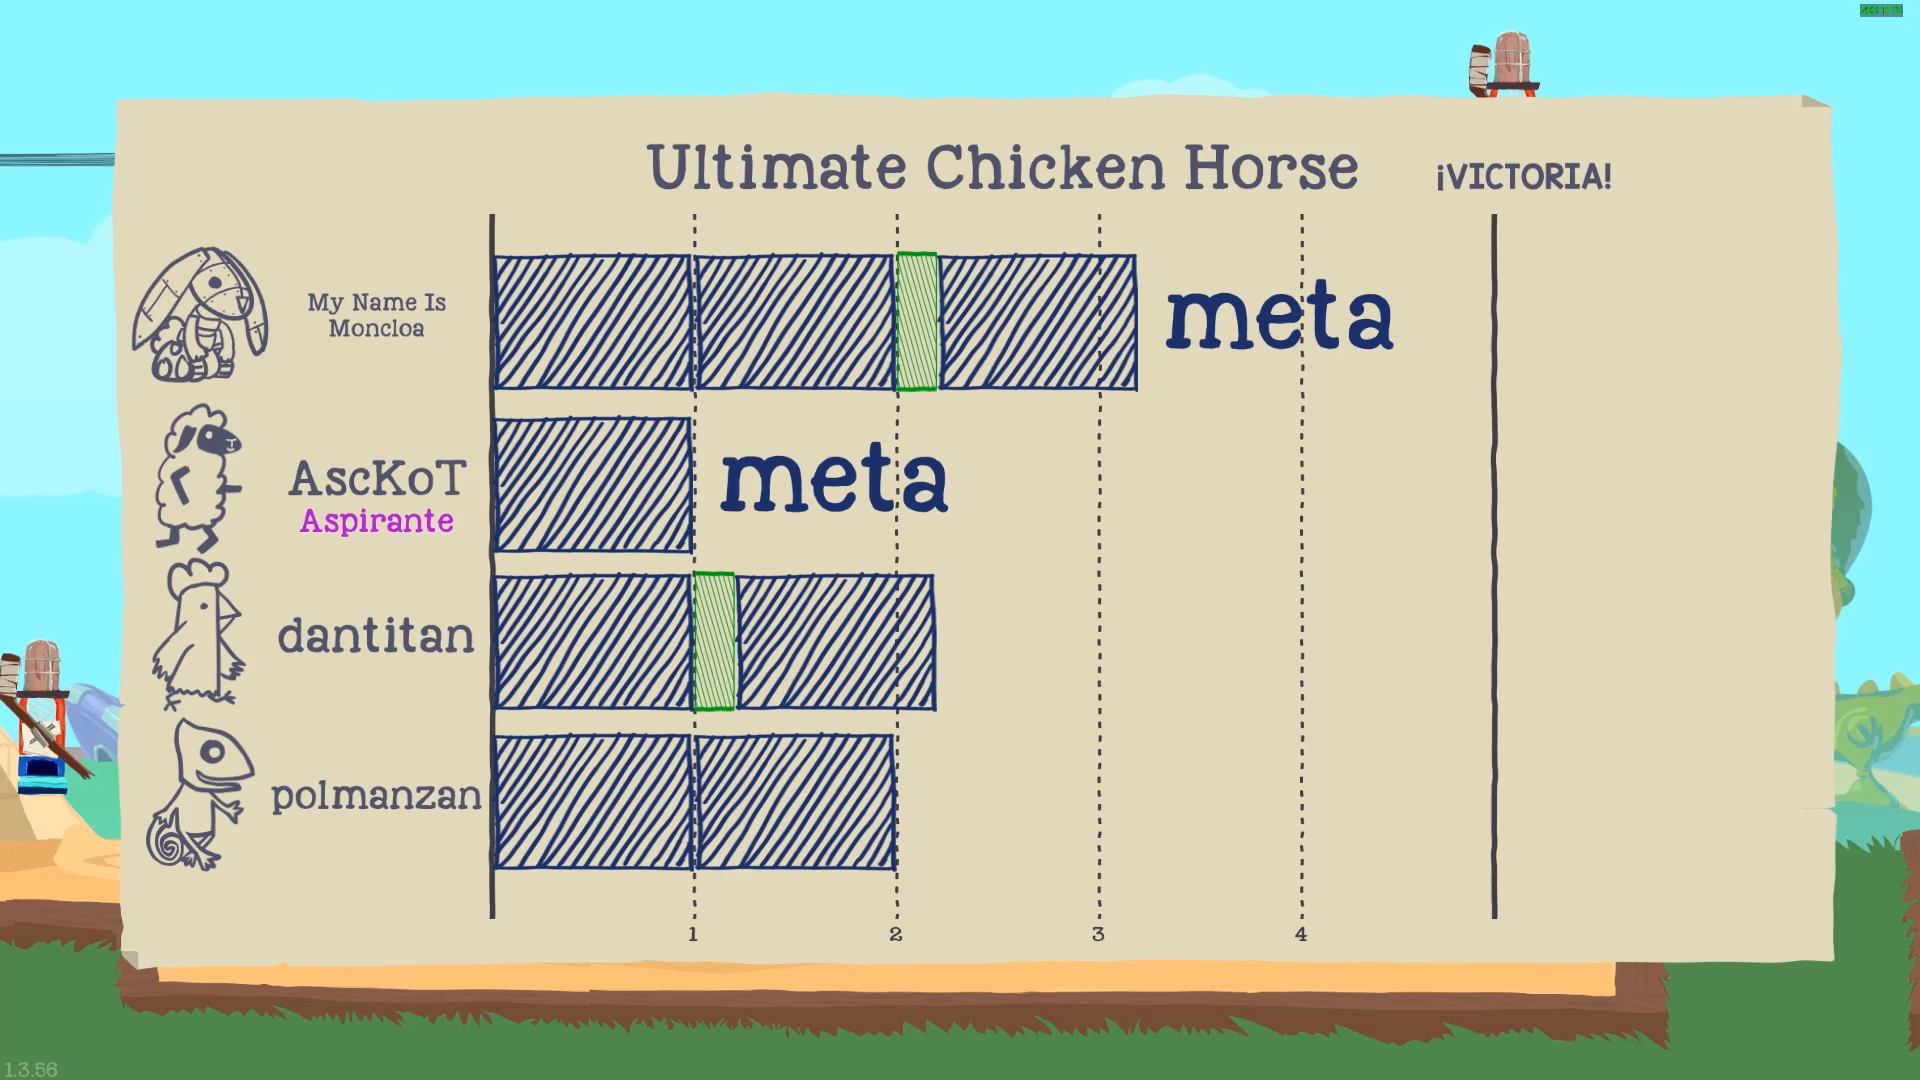 Ultimate Chicken Horse
¡VICTORIA!
My Name Is
Moncloa
meta
AscKoT
Aspirante
meta
dantitan
polmanzan
1
2
3
4
1.3.56